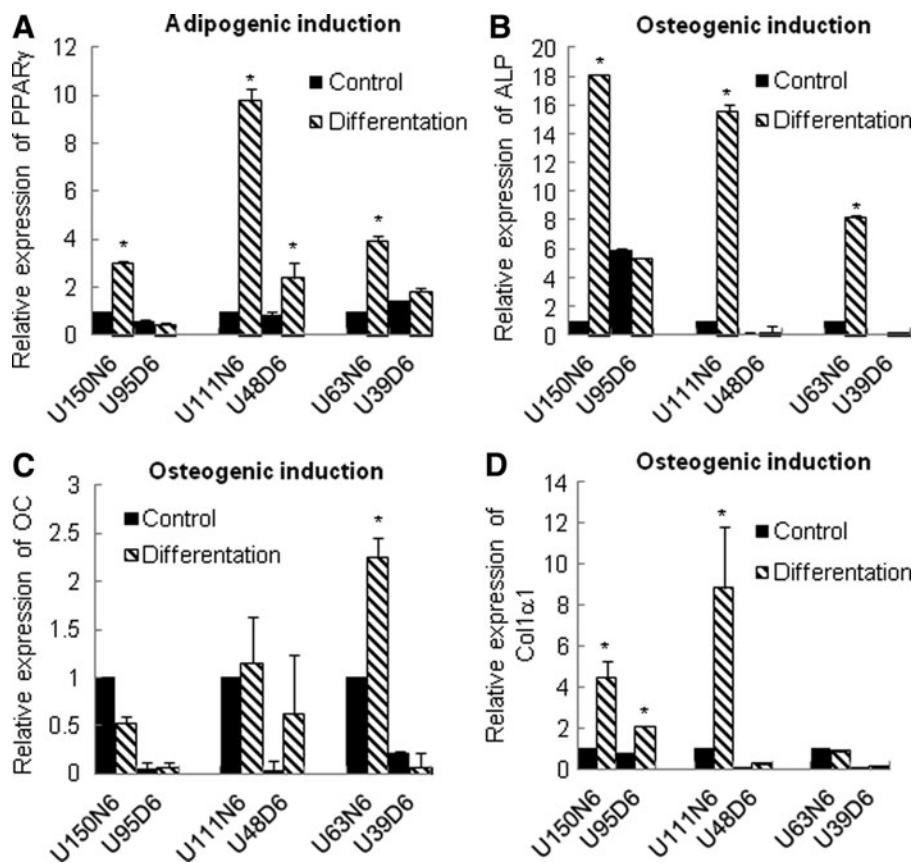 A
Adipogenic induction
Relative expression of PPARγ
12
10
8
6
4
2
0
Control
Differentation
*
*
*
*
U150N6
U95D6
U111N6
U48D6
U63N6
U39D6
B
Osteogenic induction
Relative expression of ALP
20
18
16
14
12
10
8
6
4
2
0
Control
Differentation
*
*
*
U150N6
U95D6
U111N6
U48D6
U63N6
U39D6
C
Osteogenic induction
Relative expression of OC
3
2.5
2
1.5
1
0.5
0
Control
Differentation
*
U150N6
U95D6
U111N6
U48D6
U63N6
U39D6
D
Osteogenic induction
Relative expression of
Col1α1
14
12
10
8
6
4
2
0
Control
Differentation
*
*
*
U150N6
U95D6
U111N6
U48D6
U63N6
U39D6